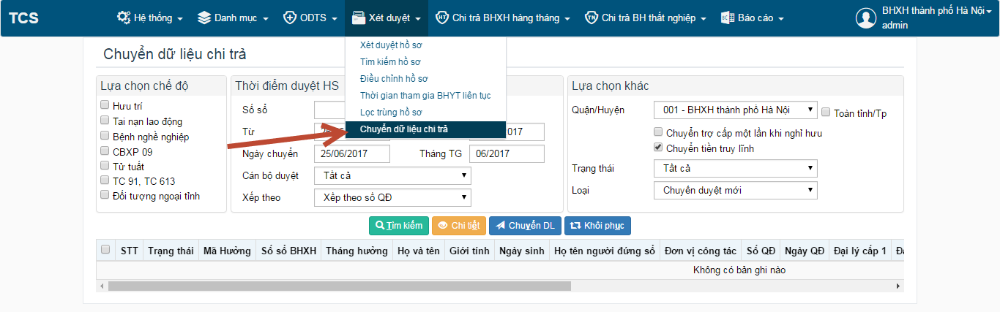 TCS
Hệ thống
Danh mục
ODTS
Xét duyệt
Chi trả BHXH hàng tháng
Chi trả BH thất nghiệp
Báo cáo
BHXH thành phố Hà Nội
admin
Xét duyệt hồ sơ
Tìm kiếm hồ sơ
Điều chỉnh hồ sơ
Thời gian tham gia BHYT liên tục
Lọc trùng hồ sơ
Chuyển dữ liệu chi trả
Chuyển dữ liệu chi trả
Lựa chọn chế độ
Hưu trí
Tai nạn lao động
Bệnh nghề nghiệp
CBXP 09
Tử tuất
TC 91, TC 613
Đối tượng ngoại tỉnh
Thời điểm duyệt HS
Số sổ
Từ
2017
Ngày chuyển 25/06/2017 Tháng TG 06/2017
Cán bộ duyệt Tất cả
Xếp theo Xếp theo số QĐ
Lựa chọn khác
Quận/Huyện 001 - BHXH thành phố Hà Nội Toàn tỉnh/Tp
Chuyển trợ cấp một lần khi nghỉ hưu
Chuyển tiền truy lĩnh
Trạng thái Tất cả
Loại Chuyển duyệt mới
Tìm kiếm Chi tiết Chuyển DL Khôi phục
STT Trạng thái Mã Hưởng Số sổ BHXH Tháng hưởng Họ và tên Giới tính Ngày sinh Họ tên người đứng sổ Đơn vị công tác Số QĐ Ngày QĐ Đại lý cấp 1
Không có bản ghi nào